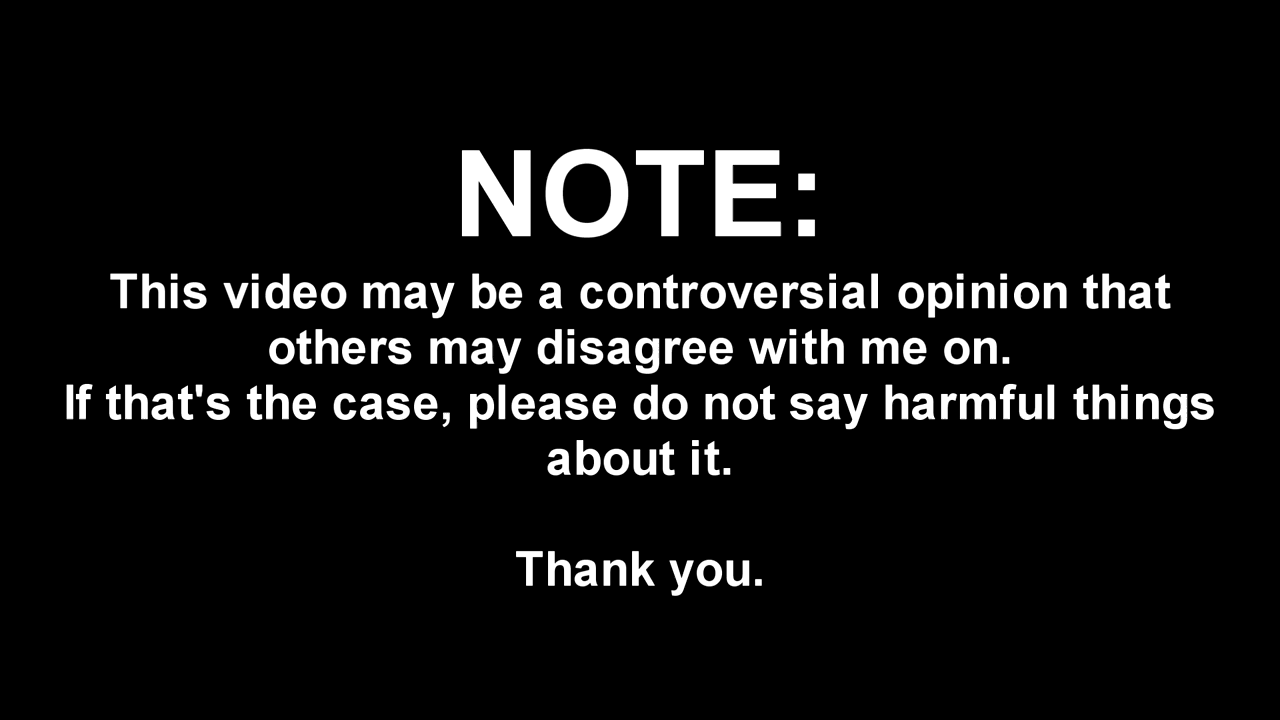 NOTE:
This video may be a controversial opinion that
others may disagree with me on.
If that's the case, please do not say harmful things
about it.
Thank you.